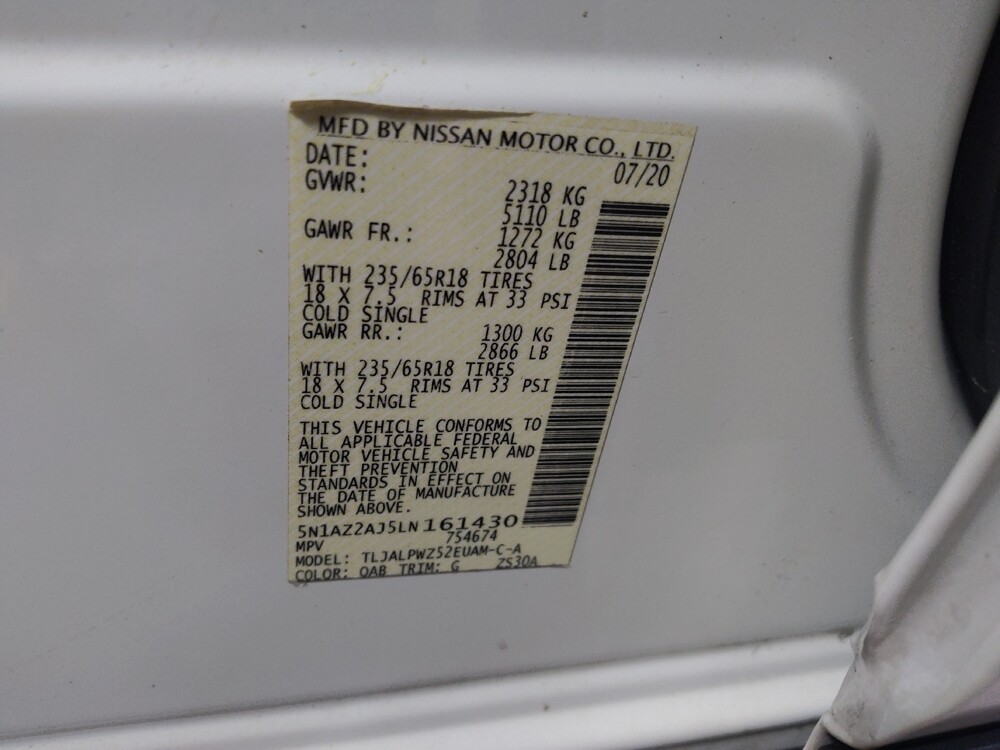 MFD BY NISSAN MOTOR CO., LTD.
DATE: 07/20
GVWR: 2318 KG
5110 LB
GAWR FR.: 1272 KG
2804 LB
WITH 235/65R18 TIRES
18 X 7.5 RIMS AT 33 PSI
COLD SINGLE
GAWR RR.: 1300 KG
2866 LB
WITH 235/65R18 TIRES
18 X 7.5 RIMS AT 33 PSI
COLD SINGLE
THIS VEHICLE CONFORMS TO
ALL APPLICABLE FEDERAL
MOTOR VEHICLE SAFETY AND
THEFT PREVENTION
STANDARDS IN EFFECT ON
THE DATE OF MANUFACTURE
SHOWN ABOVE.
5N1AZ2AJ5LN161430
MPV 754674
MODEL: TLJALPWZ52EUAM-C-A
COLOR: QAB TRIM: G ZS30A